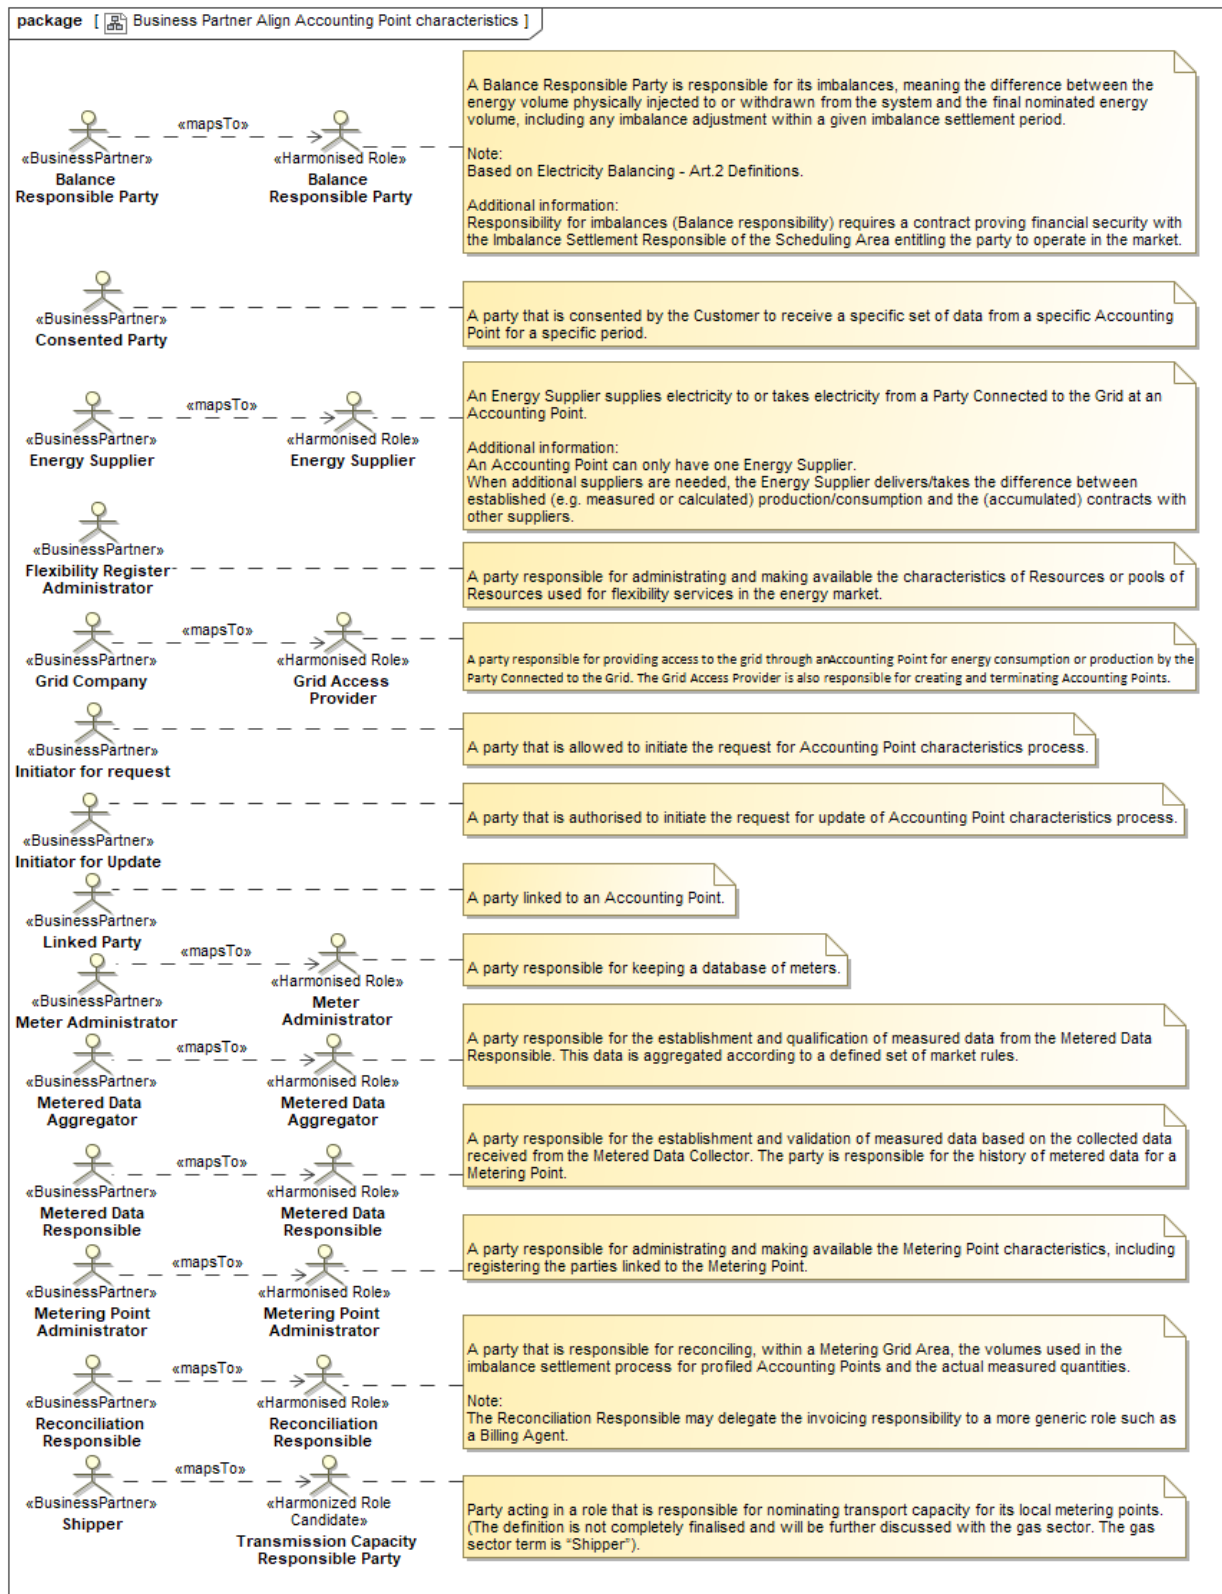 package [ Business Partner Align Accounting Point characteristics ]
«mapsTo»
«BusinessPartner»
Balance
Responsible Party
«Harmonised Role»
Balance
Responsible Party
A Balance Responsible Party is responsible for its imbalances, meaning the difference between the
energy volume physically injected to or withdrawn from the system and the final nominated energy
volume, including any imbalance adjustment within a given imbalance settlement period.
Note:
Based on Electricity Balancing - Art.2 Definitions.
Additional information:
Responsibility for imbalances (Balance responsibility) requires a contract proving financial security with
the Imbalance Settlement Responsible of the Scheduling Area entitling the party to operate in the market.
«BusinessPartner»
Consented Party
A party that is consented by the Customer to receive a specific set of data from a specific Accounting
Point for a specific period.
«mapsTo»
«BusinessPartner»
Energy Supplier
«Harmonised Role»
Energy Supplier
An Energy Supplier supplies electricity to or takes electricity from a Party Connected to the Grid at an
Accounting Point.
Additional information:
An Accounting Point can only have one Energy Supplier.
When additional suppliers are needed, the Energy Supplier delivers/takes the difference between
established (e.g. measured or calculated) production/consumption and the (accumulated) contracts with
other suppliers.
«BusinessPartner»
Flexibility Register
Administrator
A party responsible for administrating and making available the characteristics of Resources or pools of
Resources used for flexibility services in the energy market.
«mapsTo»
«BusinessPartner»
Grid Company
«Harmonised Role»
Grid Access
Provider
A party responsible for providing access to the grid through anAccounting Point for energy consumption or production by the
Party Connected to the Grid. The Grid Access Provider is also responsible for creating and terminating Accounting Points.
«BusinessPartner»
Initiator for request
A party that is allowed to initiate the request for Accounting Point characteristics process.
«BusinessPartner»
Initiator for Update
A party that is authorised to initiate the request for update of Accounting Point characteristics process.
«BusinessPartner»
Linked Party
A party linked to an Accounting Point.
«mapsTo»
«BusinessPartner»
Meter Administrator
«Harmonised Role»
Meter
Administrator
A party responsible for keeping a database of meters.
«mapsTo»
«BusinessPartner»
Metered Data
Aggregator
«Harmonised Role»
Metered Data
Aggregator
A party responsible for the establishment and qualification of measured data from the Metered Data
Responsible. This data is aggregated according to a defined set of market rules.
«mapsTo»
«BusinessPartner»
Metered Data
Responsible
«Harmonised Role»
Metered Data
Responsible
A party responsible for the establishment and validation of measured data based on the collected data
received from the Metered Data Collector. The party is responsible for the history of metered data for a
Metering Point.
«mapsTo»
«BusinessPartner»
Metering Point
Administrator
«Harmonised Role»
Metering Point
Administrator
A party responsible for administrating and making available the Metering Point characteristics, including
registering the parties linked to the Metering Point.
«mapsTo»
«BusinessPartner»
Reconciliation
Responsible
«Harmonised Role»
Reconciliation
Responsible
A party that is responsible for reconciling, within a Metering Grid Area, the volumes used in the
imbalance settlement process for profiled Accounting Points and the actual measured quantities.
Note:
The Reconciliation Responsible may delegate the invoicing responsibility to a more generic role such as
a Billing Agent.
«mapsTo»
«BusinessPartner»
Shipper
«Harmonized Role
Candidate»
Transmission Capacity
Responsible Party
Party acting in a role that is responsible for nominating transport capacity for its local metering points.
(The definition is not completely finalised and will be further discussed with the gas sector. The gas
sector term is “Shipper”).